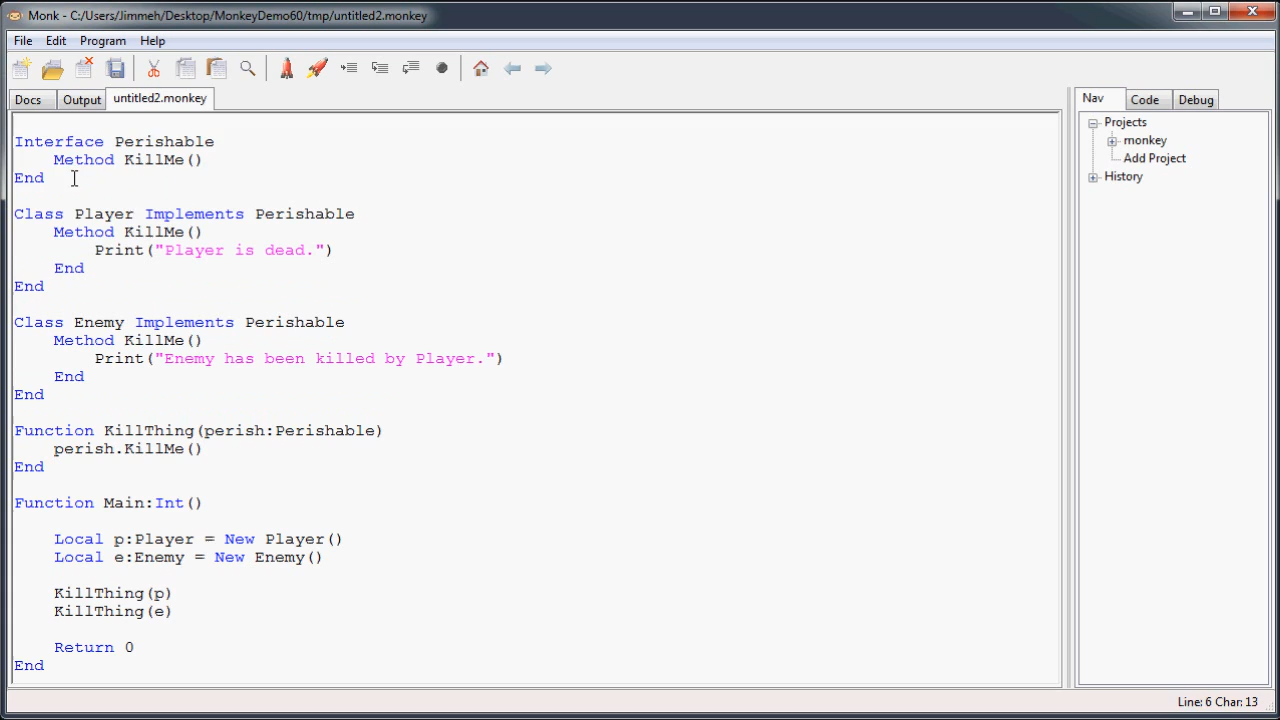 Monk - C:/Users/Jimmeh/Desktop/MonkeyDemo60/tmp/untitled2.monkey
File Edit Program Help
Docs Output untitled2.monkey
Interface Perishable
    Method KillMe()
End
Class Player Implements Perishable
    Method KillMe()
        Print("Player is dead.")
    End
End
Class Enemy Implements Perishable
    Method KillMe()
        Print("Enemy has been killed by Player.")
    End
End
Function KillThing(perish:Perishable)
    perish.KillMe()
End
Function Main:Int()
    Local p:Player = New Player()
    Local e:Enemy = New Enemy()
    KillThing(p)
    KillThing(e)
    Return 0
End
Nav Code Debug
Projects
monkey
Add Project
History
Line: 6 Char: 13